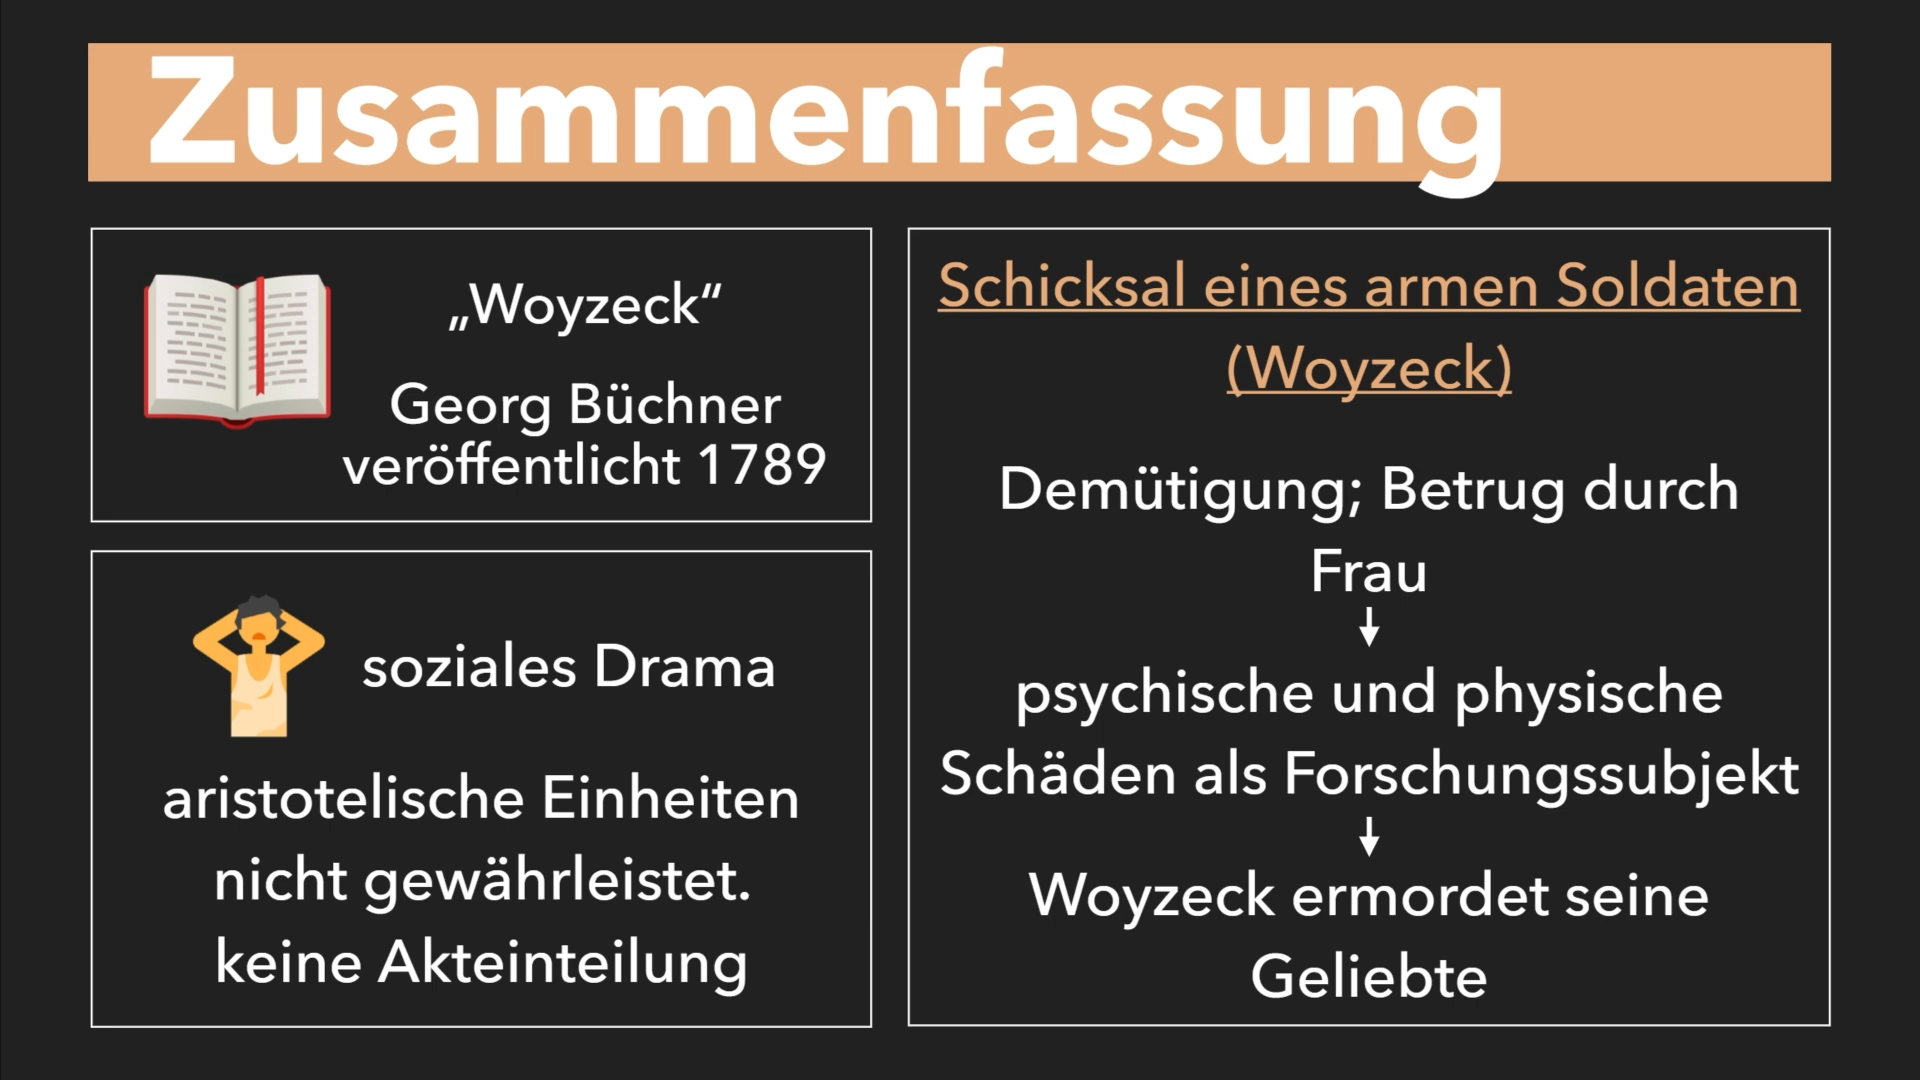 Zusammenfassung
„Woyzeck“
Georg Büchner
veröffentlicht 1789
soziales Drama
aristotelische Einheiten
nicht gewährleistet.
keine Akteinteilung
Schicksal eines armen Soldaten
(Woyzeck)
Demütigung; Betrug durch
Frau
↓
psychische und physische
Schäden als Forschungssubjekt
↓
Woyzeck ermordet seine
Geliebte